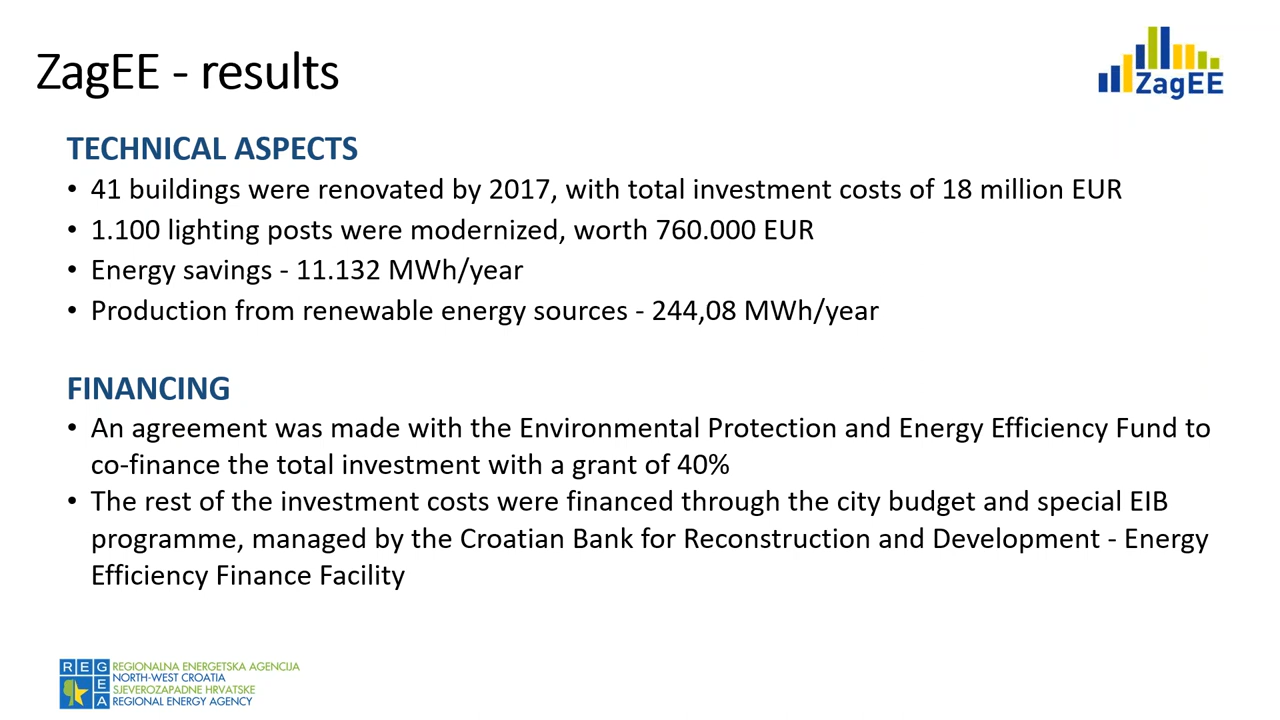 ZagEE - results
ZagEE
TECHNICAL ASPECTS
• 41 buildings were renovated by 2017, with total investment costs of 18 million EUR
• 1.100 lighting posts were modernized, worth 760.000 EUR
• Energy savings - 11.132 MWh/year
• Production from renewable energy sources - 244,08 MWh/year
FINANCING
• An agreement was made with the Environmental Protection and Energy Efficiency Fund to
co-finance the total investment with a grant of 40%
• The rest of the investment costs were financed through the city budget and special EIB
programme, managed by the Croatian Bank for Reconstruction and Development - Energy
Efficiency Finance Facility
REGEA
REGIONALNA ENERGETSKA AGENCIJA
NORTH-WEST CROATIA
SJEVEROZAPADNE HRVATSKE
REGIONAL ENERGY AGENCY